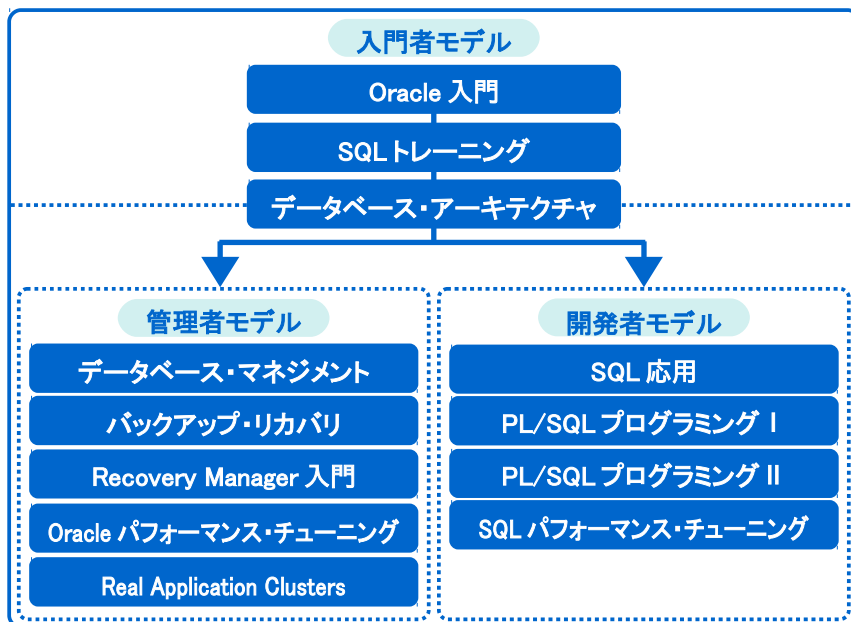 入門者モデル
Oracle 入門
SQLトレーニング
データベース・アーキテクチャ
管理者モデル
データベース・マネジメント
バックアップ・リカバリ
Recovery Manager 入門
Oracle パフォーマンス・チューニング
Real Application Clusters
開発者モデル
SQL 応用
PL/SQL プログラミング Ⅰ
PL/SQL プログラミング Ⅱ
SQL パフォーマンス・チューニング